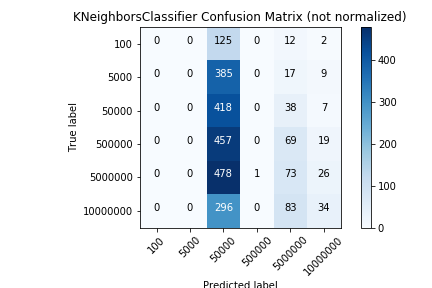 KNeighborsClassifier Confusion Matrix (not normalized)
100 0 0 125 0 12 2
5000 0 0 385 0 17 9
50000 0 0 418 0 38 7
500000 0 0 457 0 69 19
5000000 0 0 478 1 73 26
10000000 0 0 296 0 83 34
True label
100 5000 50000 500000 5000000 10000000
Predicted label
400
300
200
100
0